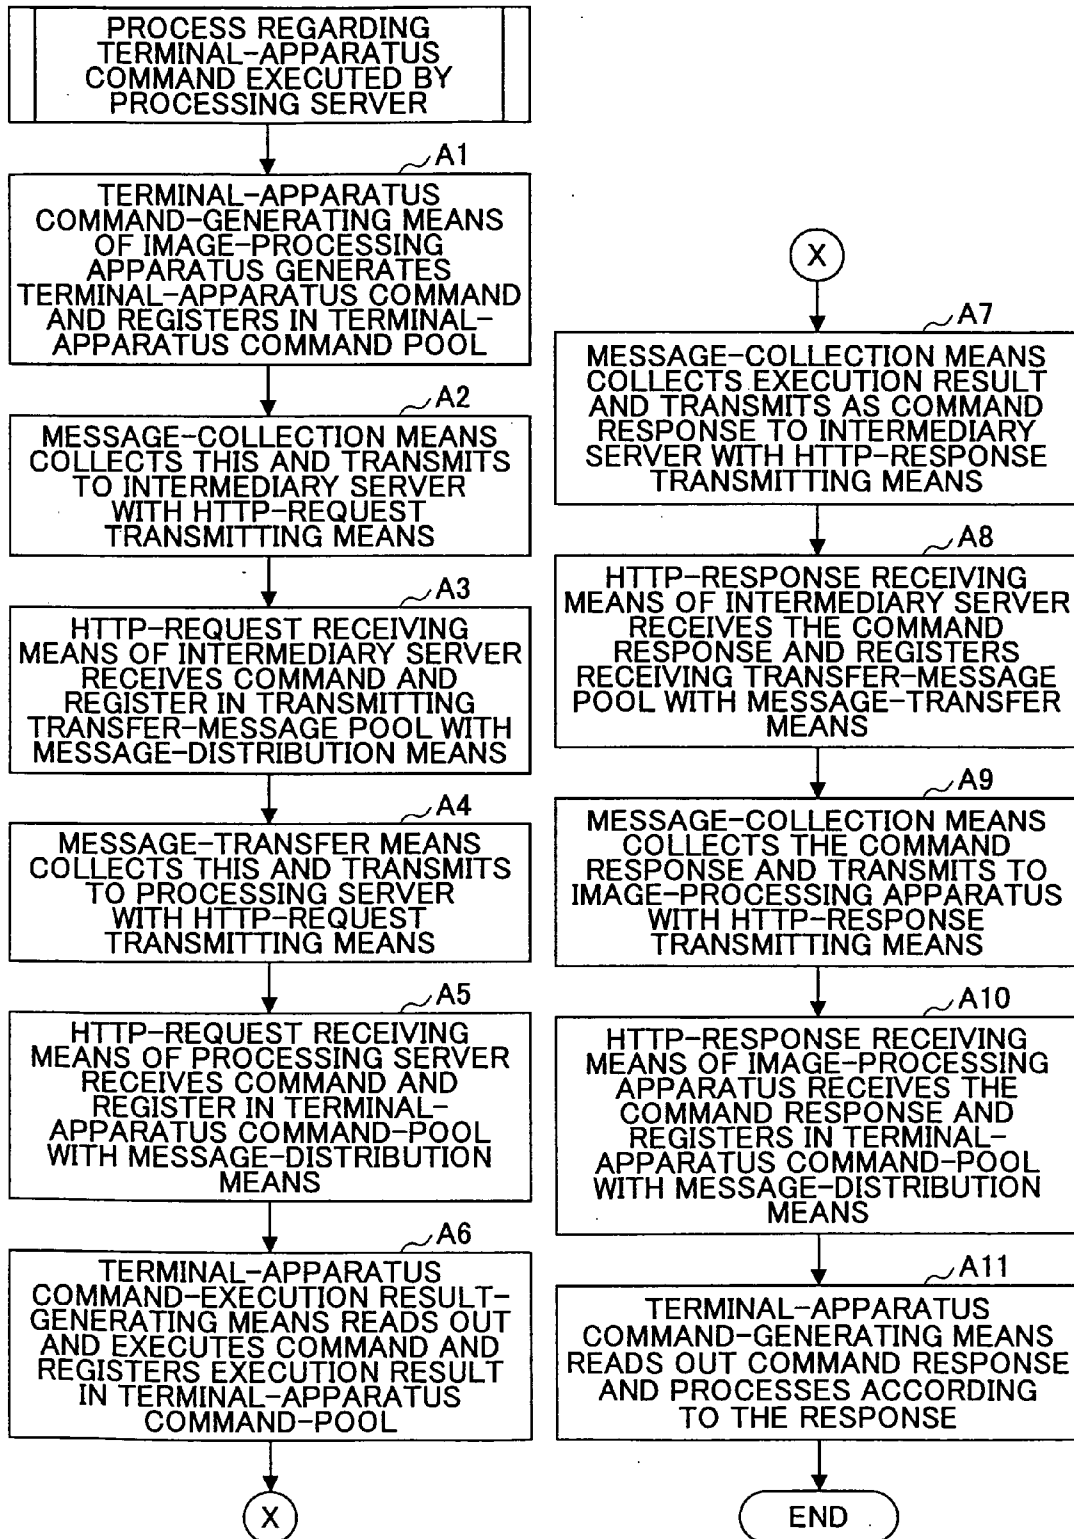 PROCESS REGARDING
TERMINAL-APPARATUS
COMMAND EXECUTED BY
PROCESSING SERVER
A1
TERMINAL-APPARATUS
COMMAND-GENERATING MEANS
OF IMAGE-PROCESSING
APPARATUS GENERATES
TERMINAL-APPARATUS COMMAND
AND REGISTERS IN TERMINAL-
APPARATUS COMMAND POOL
A2
MESSAGE-COLLECTION MEANS
COLLECTS THIS AND TRANSMITS
TO INTERMEDIARY SERVER
WITH HTTP-REQUEST
TRANSMITTING MEANS
A3
HTTP-REQUEST RECEIVING
MEANS OF INTERMEDIARY SERVER
RECEIVES COMMAND AND
REGISTER IN TRANSMITTING
TRANSFER-MESSAGE POOL WITH
MESSAGE-DISTRIBUTION MEANS
A4
MESSAGE-TRANSFER MEANS
COLLECTS THIS AND TRANSMITS
TO PROCESSING SERVER
WITH HTTP-REQUEST
TRANSMITTING MEANS
A5
HTTP-REQUEST RECEIVING
MEANS OF PROCESSING SERVER
RECEIVES COMMAND AND
REGISTER IN TERMINAL-
APPARATUS COMMAND-POOL
WITH MESSAGE-DISTRIBUTION
MEANS
A6
TERMINAL-APPARATUS
COMMAND-EXECUTION RESULT-
GENERATING MEANS READS OUT
AND EXECUTES COMMAND AND
REGISTERS EXECUTION RESULT
IN TERMINAL-APPARATUS
COMMAND-POOL
X
X
A7
MESSAGE-COLLECTION MEANS
COLLECTS EXECUTION RESULT
AND TRANSMITS AS COMMAND
RESPONSE TO INTERMEDIARY
SERVER WITH HTTP-RESPONSE
TRANSMITTING MEANS
A8
HTTP-RESPONSE RECEIVING
MEANS OF INTERMEDIARY SERVER
RECEIVES THE COMMAND
RESPONSE AND REGISTERS
RECEIVING TRANSFER-MESSAGE
POOL WITH MESSAGE-TRANSFER
MEANS
A9
MESSAGE-COLLECTION MEANS
COLLECTS THE COMMAND
RESPONSE AND TRANSMITS TO
IMAGE-PROCESSING APPARATUS
WITH HTTP-RESPONSE
TRANSMITTING MEANS
A10
HTTP-RESPONSE RECEIVING
MEANS OF IMAGE-PROCESSING
APPARATUS RECEIVES THE
COMMAND RESPONSE AND
REGISTERS IN TERMINAL-
APPARATUS COMMAND-POOL
WITH MESSAGE-DISTRIBUTION
MEANS
A11
TERMINAL-APPARATUS
COMMAND-GENERATING MEANS
READS OUT COMMAND RESPONSE
AND PROCESSES ACCORDING
TO THE RESPONSE
END